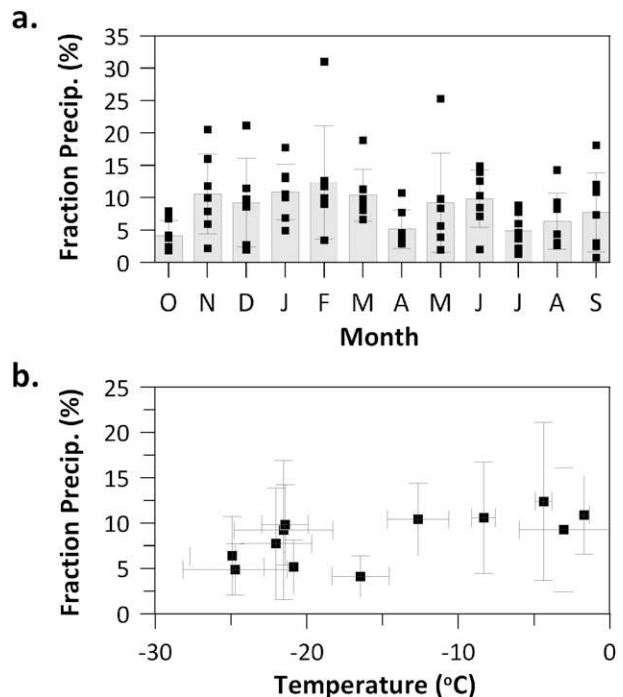 a.
Fraction Precip. (%)
35
30
25
20
15
10
5
0
O N D J F M A M J J A S
Month
b.
Fraction Precip. (%)
25
20
15
10
5
0
-30 -20 -10 0
Temperature (°C)